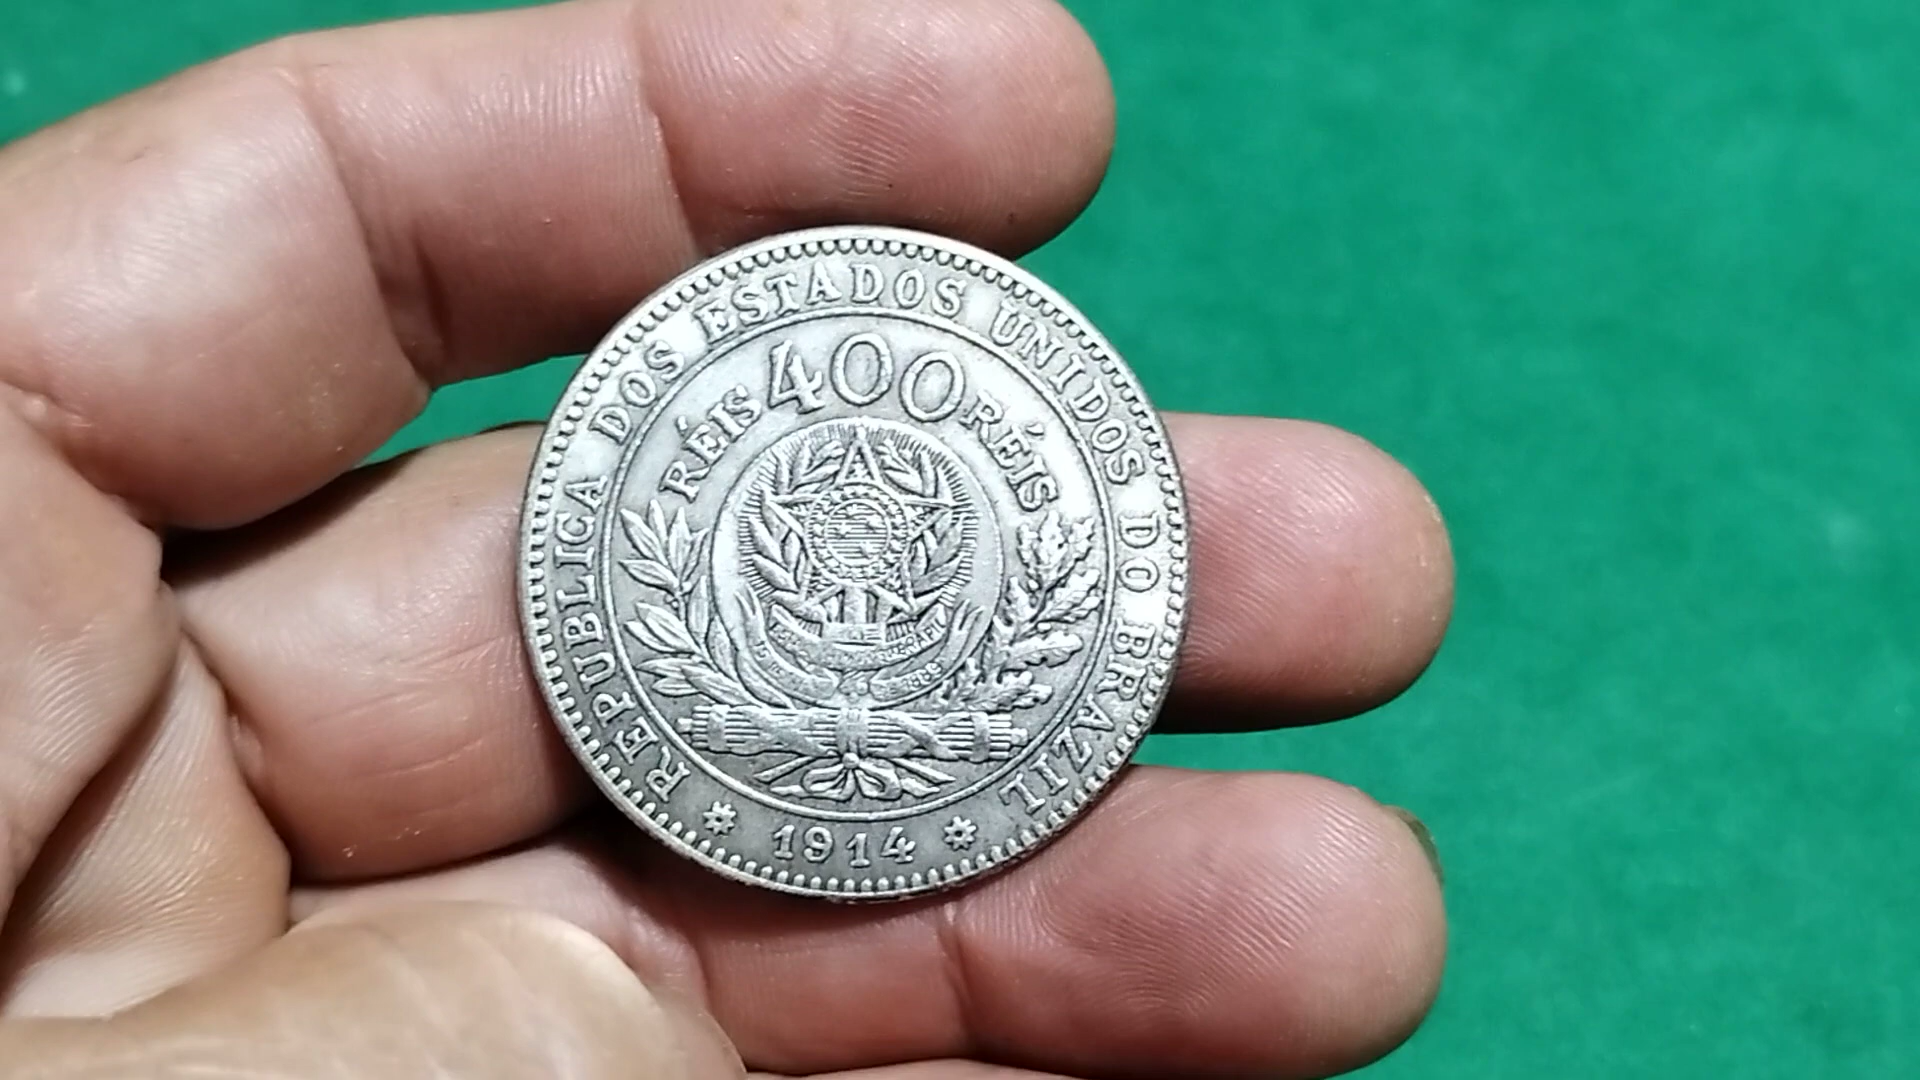 REPUBLICA DOS ESTADOS UNIDOS DO BRAZIL
RÉIS 400 RÉIS
* 1914 *